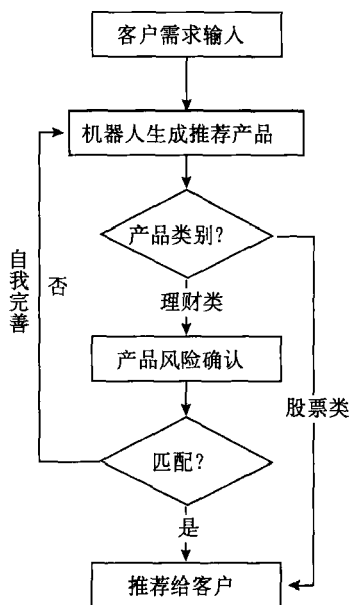 客户需求输入
机器人生成推荐产品
产品类别?
理财类
产品风险确认
股票类
匹配?
是
推荐给客户
否
自我完善